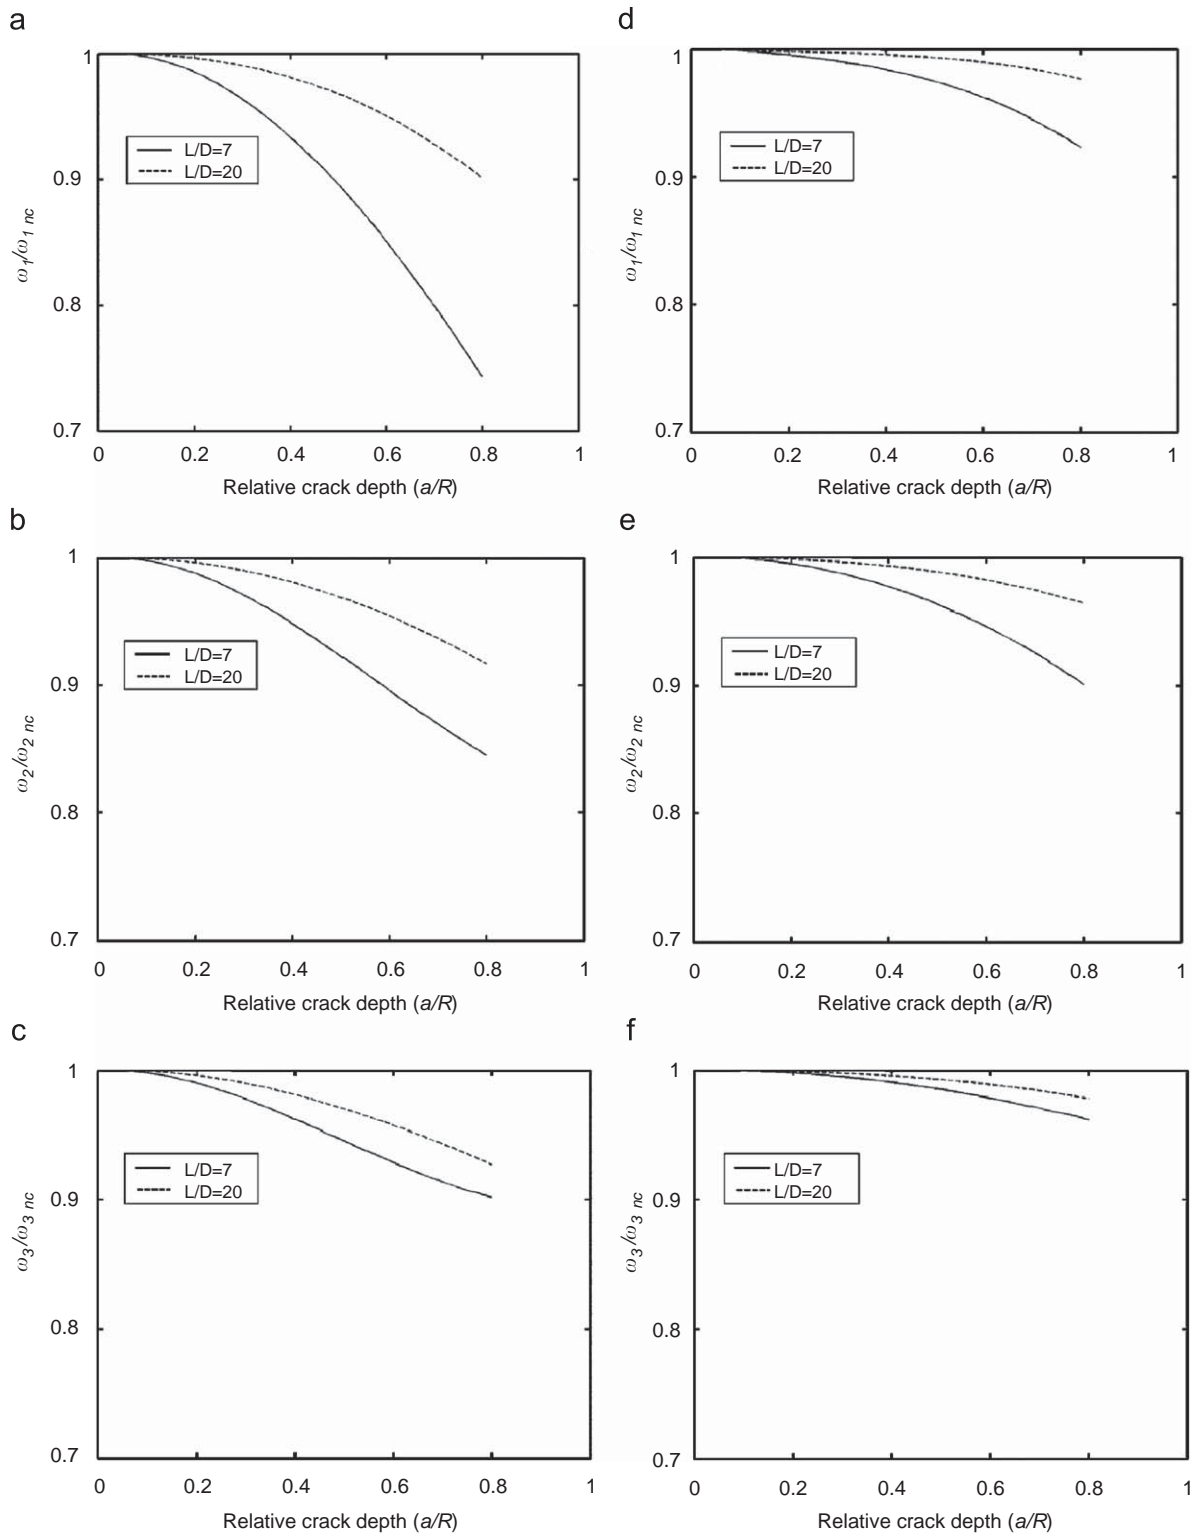 a
1
0.9
0.8
0.7
ω1/ω1 nc
L/D=7
L/D=20
0 0.2 0.4 0.6 0.8 1
Relative crack depth (a/R)
d
1
0.9
0.8
0.7
ω1/ω1 nc
L/D=7
L/D=20
0 0.2 0.4 0.6 0.8 1
Relative crack depth (a/R)
b
1
0.9
0.8
0.7
ω2/ω2 nc
L/D=7
L/D=20
0 0.2 0.4 0.6 0.8 1
Relative crack depth (a/R)
e
1
0.9
0.8
0.7
ω2/ω2 nc
L/D=7
L/D=20
0 0.2 0.4 0.6 0.8 1
Relative crack depth (a/R)
c
1
0.9
0.8
0.7
ω3/ω3 nc
L/D=7
L/D=20
0 0.2 0.4 0.6 0.8 1
Relative crack depth (a/R)
f
1
0.9
0.8
0.7
ω3/ω3 nc
L/D=7
L/D=20
0 0.2 0.4 0.6 0.8 1
Relative crack depth (a/R)